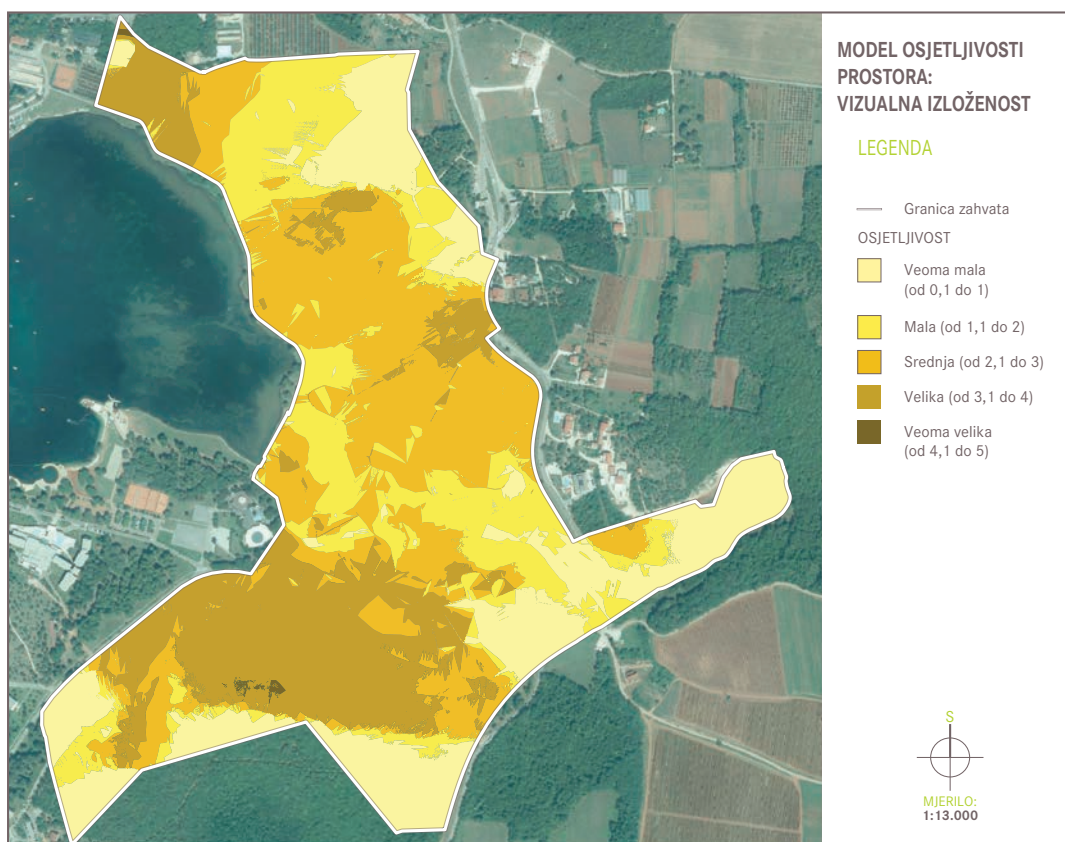 MODEL OSJETLJIVOSTI
PROSTORA:
VIZUALNA IZLOŽENOST
LEGENDA
Granica zahvata
OSJETLJIVOST
Veoma mala
(od 0,1 do 1)
Mala (od 1,1 do 2)
Srednja (od 2,1 do 3)
Velika (od 3,1 do 4)
Veoma velika
(od 4,1 do 5)
S
MJERILO:
1:13.000